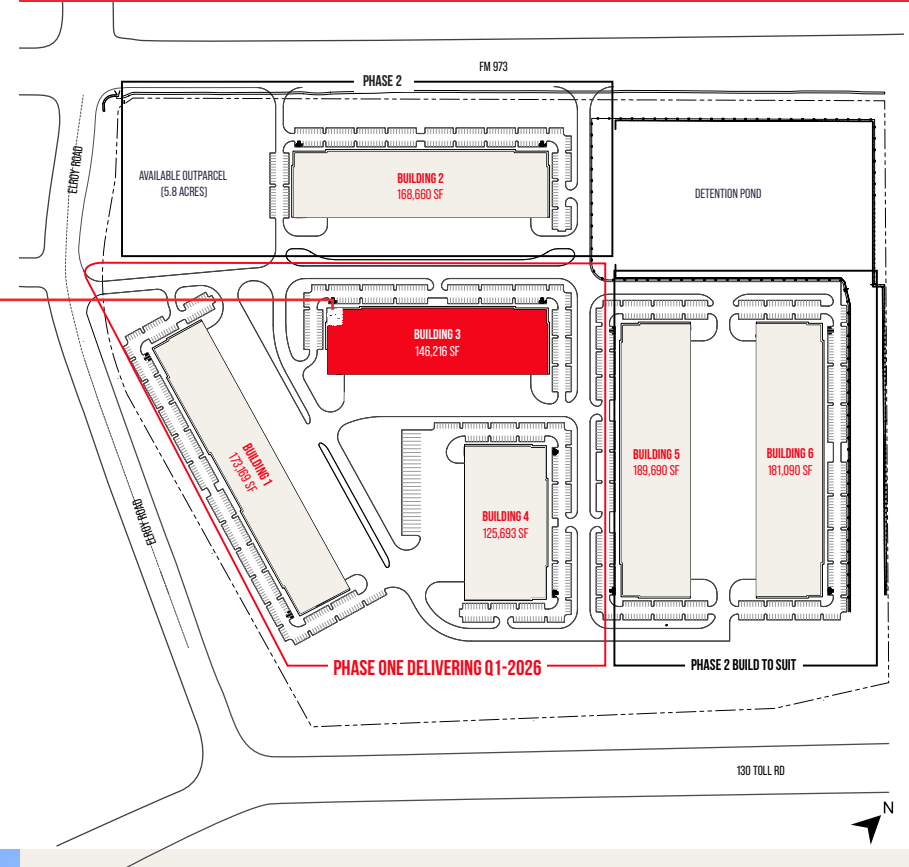 FM 973
PHASE 2
ELROY ROAD
AVAILABLE OUTPARCEL
(5.8 ACRES)
BUILDING 2
168,660 SF
DETENTION POND
BUILDING 3
146,216 SF
BUILDING 1
173,169 SF
BUILDING 5
189,690 SF
BUILDING 6
181,090 SF
BUILDING 4
125,693 SF
ELROY ROAD
PHASE ONE DELIVERING Q1-2026
PHASE 2 BUILD TO SUIT
130 TOLL RD
N